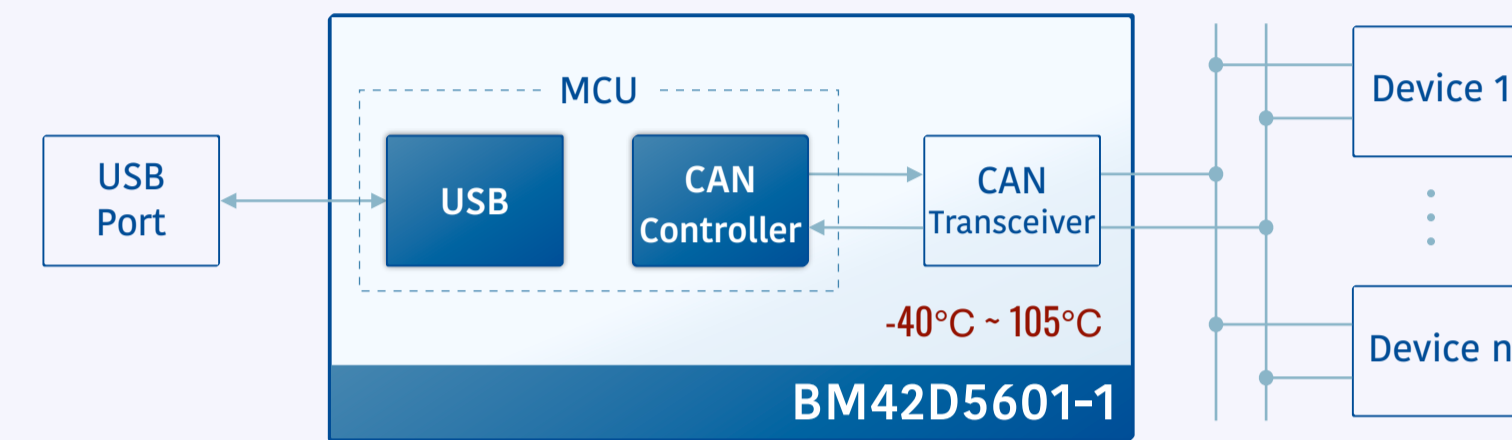 MCU
USB
Port
USB
CAN
Controller
CAN
Transceiver
-40°C ~ 105°C
BM42D5601-1
Device 1
Device n